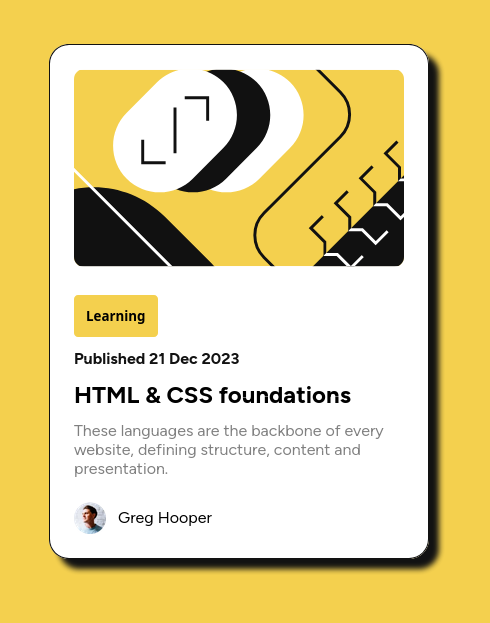 Learning
Published 21 Dec 2023
HTML & CSS foundations
These languages are the backbone of every
website, defining structure, content and
presentation.
Greg Hooper